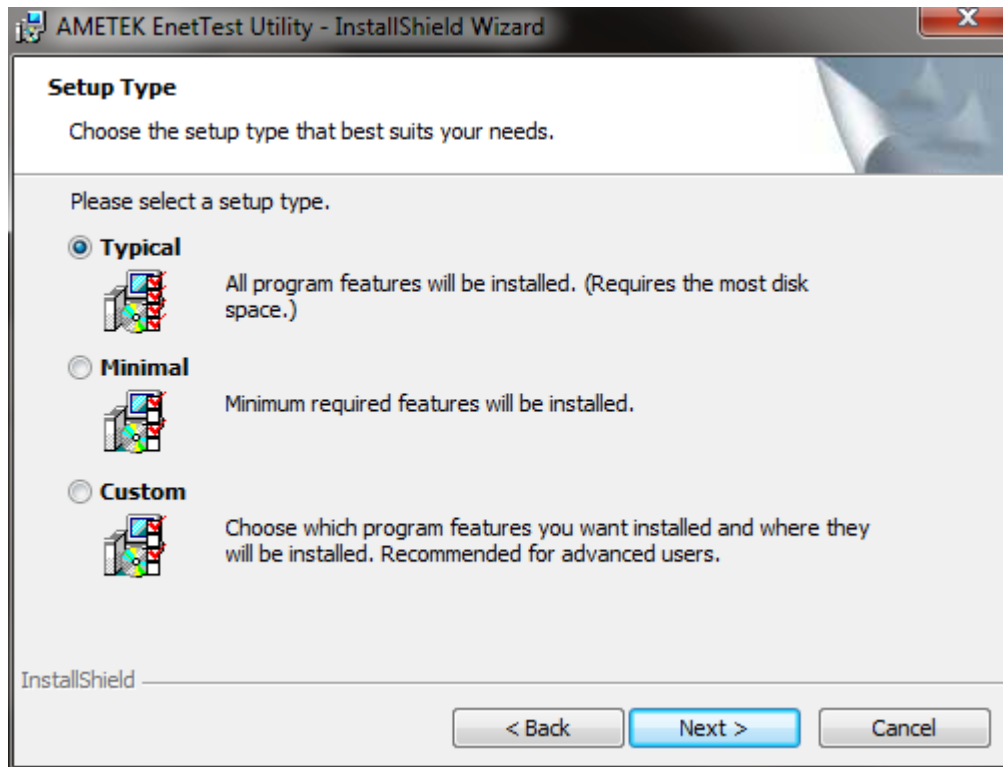 AMETEK EnetTest Utility - InstallShield Wizard
Setup Type
Choose the setup type that best suits your needs.
Please select a setup type.
Typical
All program features will be installed. (Requires the most disk
space.)
Minimal
Minimum required features will be installed.
Custom
Choose which program features you want installed and where they
will be installed. Recommended for advanced users.
InstallShield
< Back Next > Cancel